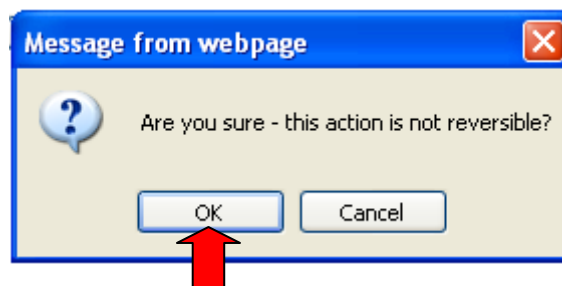 Message from webpage
Are you sure - this action is not reversible?
OK
Cancel